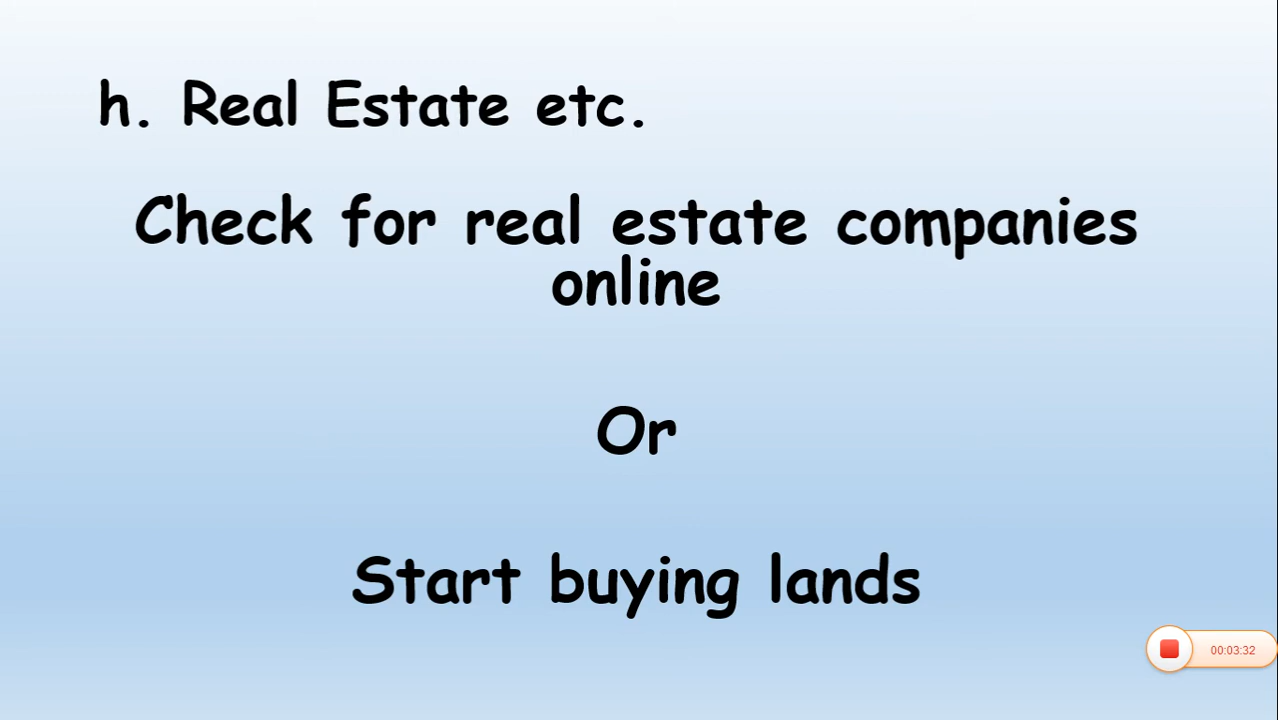 h. Real Estate etc.
Check for real estate companies
online
Or
Start buying lands
00:03:32